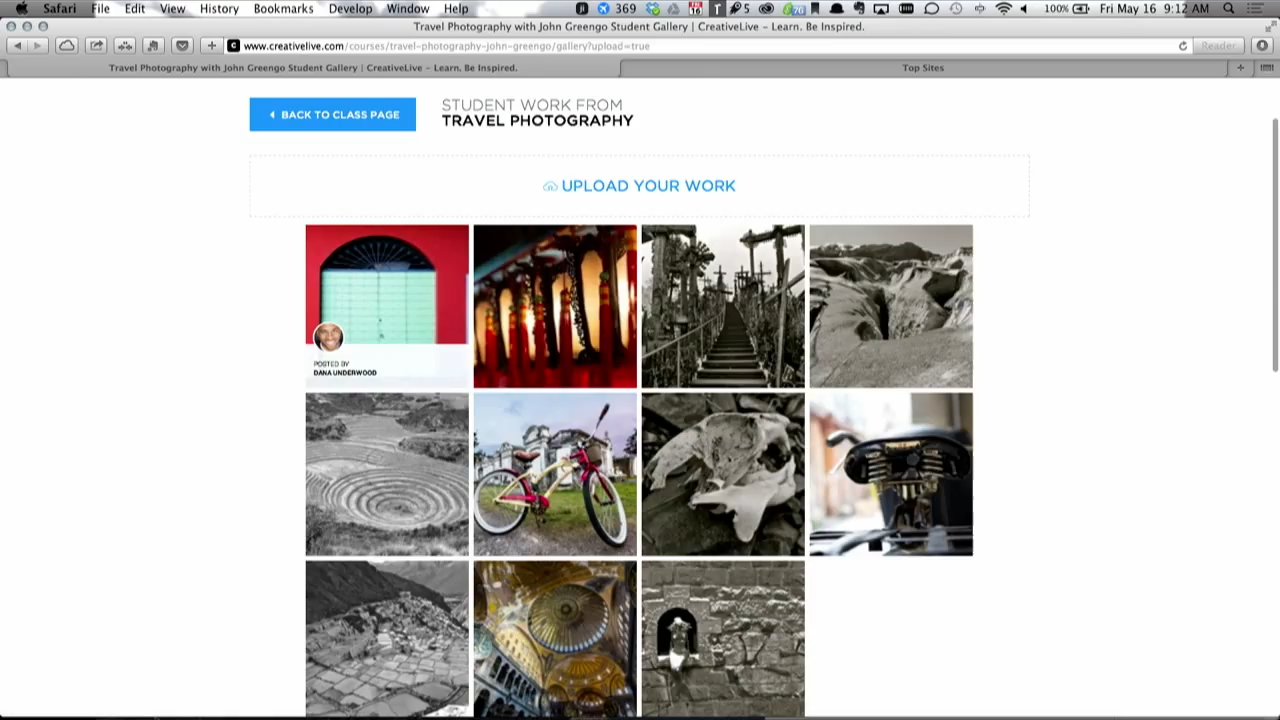 Safari File Edit View History Bookmarks Develop Window Help 369 5 100% Fri May 16 9:12 AM
Travel Photography with John Greengo Student Gallery | CreativeLive – Learn. Be Inspired.
www.creativelive.com/courses/travel-photography-john-greengo/gallery?upload=true Reader
Travel Photography with John Greengo Student Gallery | CreativeLive – Learn. Be Inspired. Top Sites
BACK TO CLASS PAGE
STUDENT WORK FROM
TRAVEL PHOTOGRAPHY
UPLOAD YOUR WORK
POSTED BY
DANA UNDERWOOD